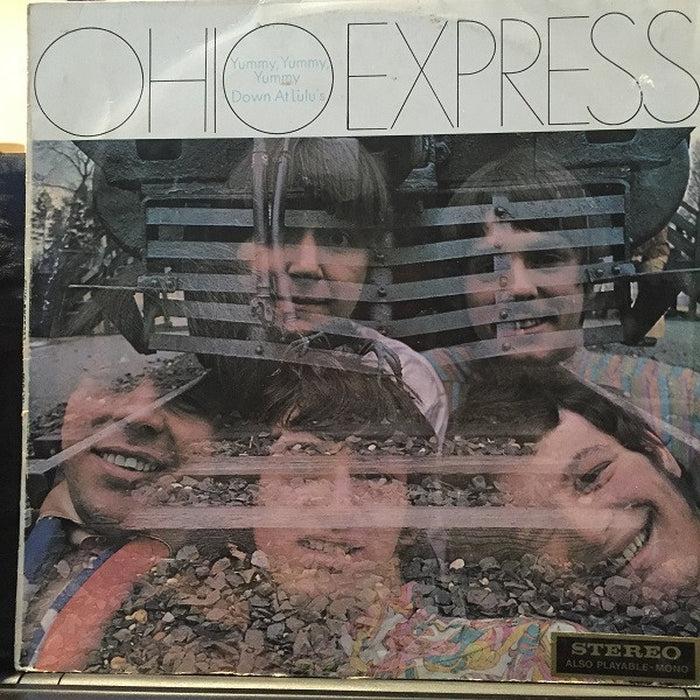 OHIO EXPRESS
Yummy, Yummy,
Yummy
Down At Lulu's
STEREO
ALSO PLAYABLE-MONO